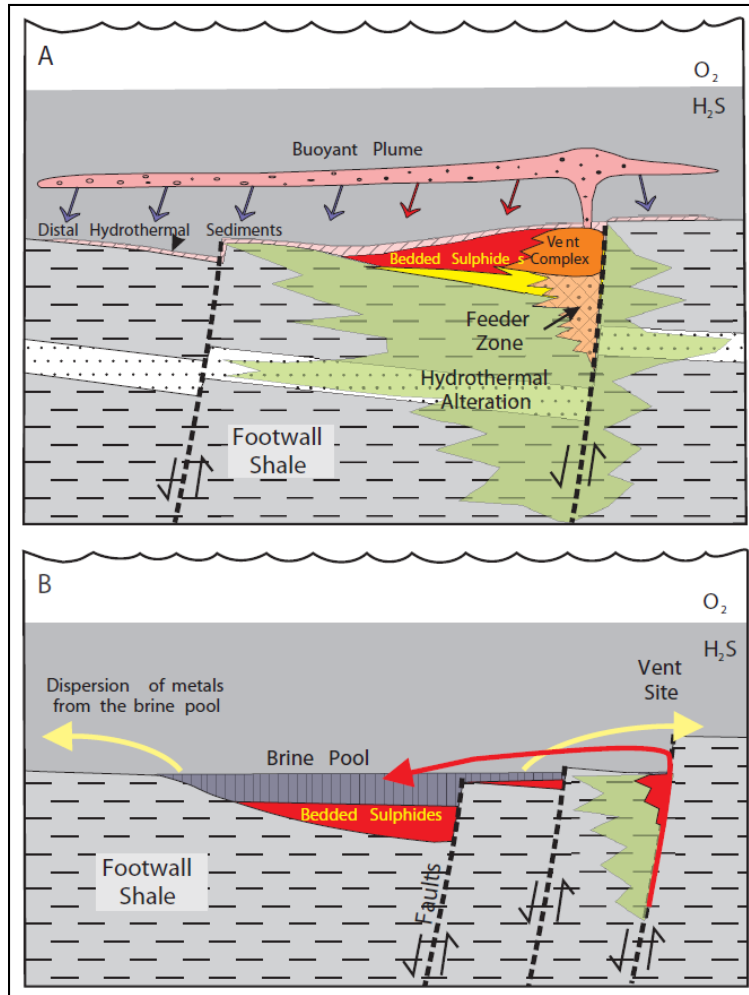 A
O₂
H₂S
Buoyant Plume
Distal Hydrothermal Sediments
Vent
Bedded Sulphide s Complex
Feeder
Zone
Hydrothermal
Alteration
Footwall
Shale
B
O₂
H₂S
Vent
Site
Dispersion of metals
from the brine pool
Brine Pool
Bedded Sulphides
Footwall
Shale
Faults